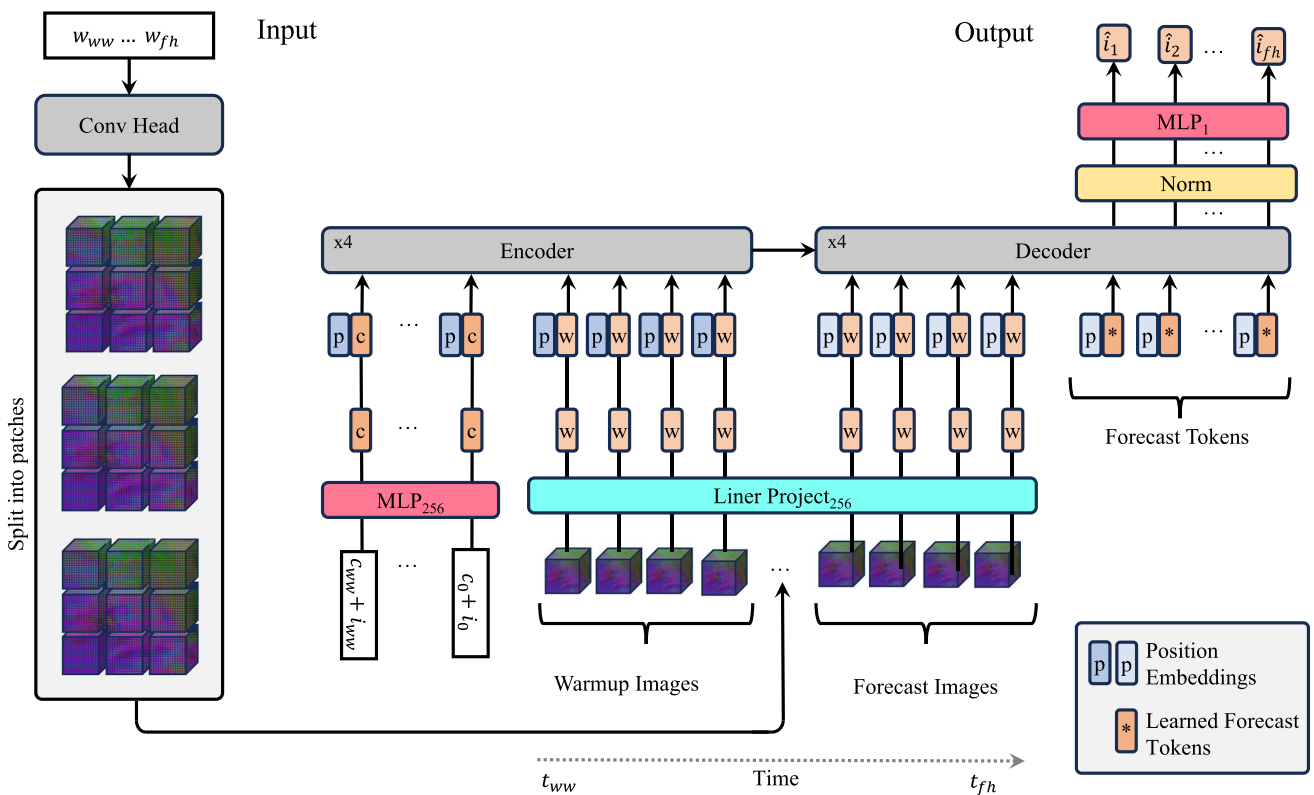 w_ww ... w_fh
Input
Output
î_1
î_2
...
î_fh
Conv Head
MLP_1
...
Norm
...
x4
Encoder
x4
Decoder
p c
...
p c
p w
p w
p w
p w
p w
p w
p w
p w
p *
p *
...
p *
c
...
c
w
w
w
w
w
w
w
w
Forecast Tokens
Split into patches
MLP_256
Liner Project_256
c_ww + i_ww
...
c_0 + i_0
...
Warmup Images
Forecast Images
p p
Position
Embeddings
*
Learned Forecast
Tokens
t_ww
Time
t_fh